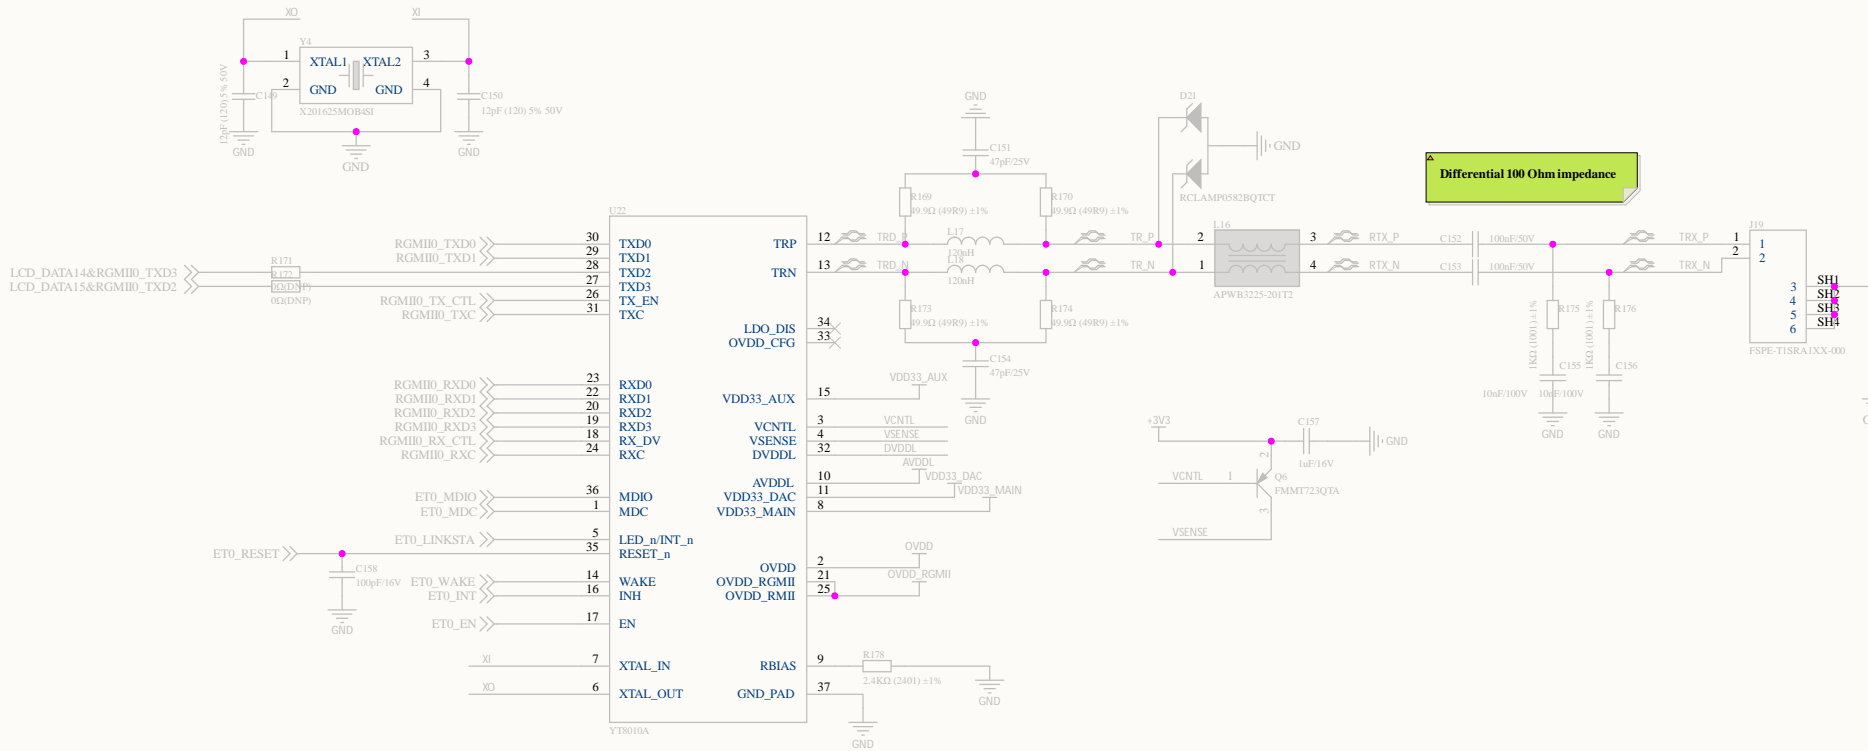 XO
XI
Y4
1
XTAL1
XTAL2
3
2
GND
GND
4
X201625MOB4SI
C149
12pF (120) 5% 50V
C150
12pF (120) 5% 50V
GND
GND
GND
GND
C151
47pF/25V
D21
GND
RCLAMP0582BQTCT
Differential 100 Ohm impedance
R169
49.9Ω (49R9) ±1%
R170
49.9Ω (49R9) ±1%
U22
RGMII0_TXD0
30
TXD0
RGMII0_TXD1
29
TXD1
LCD_DATA14&RGMII0_TXD3
R171
28
TXD2
LCD_DATA15&RGMII0_TXD2
R172
0Ω(DNP)
0Ω(DNP)
27
TXD3
RGMII0_TX_CTL
26
TX_EN
RGMII0_TXC
31
TXC
TRP
12
TRD_P
L17
120nH
TR_P
TRN
13
TRD_N
L18
120nH
TR_N
L16
2
3
1
4
APWB3225-201T2
RTX_P
C152
100nF/50V
TRX_P
RTX_N
C153
100nF/50V
TRX_N
J19
1
1
2
2
SH1
3
SH2
4
SH3
5
SH4
6
FSPE-T1SRA1XX-000
R173
49.9Ω (49R9) ±1%
R174
49.9Ω (49R9) ±1%
LDO_DIS
34
OVDD_CFG
33
C154
47pF/25V
GND
R175
1KΩ (1001) ±1%
R176
1KΩ (1001) ±1%
C155
10nF/100V
C156
10nF/100V
GND
GND
RGMII0_RXD0
23
RXD0
RGMII0_RXD1
22
RXD1
RGMII0_RXD2
20
RXD2
RGMII0_RXD3
19
RXD3
RGMII0_RX_CTL
18
RX_DV
RGMII0_RXC
24
RXC
VDD33_AUX
15
VDD33_AUX
VCNTL
3
VCNTL
VSENSE
4
VSENSE
DVDDL
32
DVDDL
AVDDL
10
AVDDL
VDD33_DAC
11
VDD33_DAC
VDD33_MAIN
8
VDD33_MAIN
+3V3
C157
1uF/16V
GND
VCNTL
1
2
Q6
FMMT723QTA
3
VSENSE
ET0_MDIO
36
MDIO
ET0_MDC
1
MDC
ET0_LINKSTA
5
LED_n/INT_n
ET0_RESET
35
RESET_n
C158
100pF/16V
GND
ET0_WAKE
14
WAKE
ET0_INT
16
INH
ET0_EN
17
EN
OVDD
2
OVDD
OVDD_RGMII
21
OVDD_RGMII
OVDD_RMII
25
XI
7
XTAL_IN
XO
6
XTAL_OUT
RBIAS
9
R178
2.4KΩ (2401) ±1%
GND
GND_PAD
37
GND
YT8010A